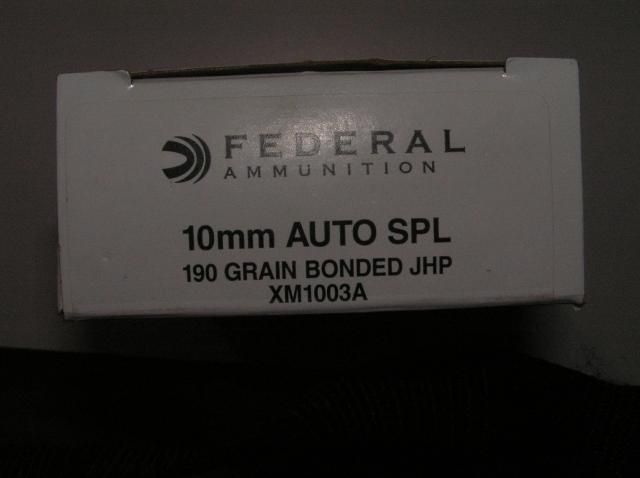 FEDERAL
AMMUNITION
10mm AUTO SPL
190 GRAIN BONDED JHP
XM1003A